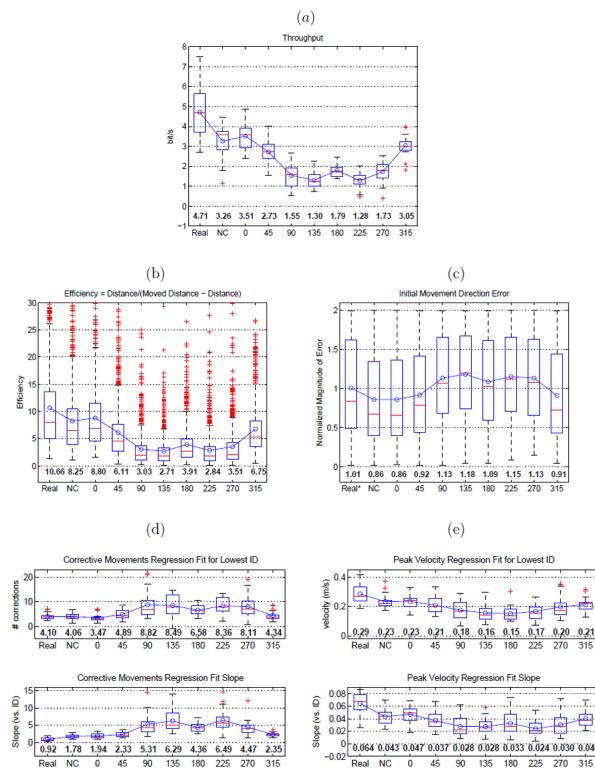 (a)
Throughput
8
7
6
5
4
3
2
1
0
−1
bit/s
4.71 3.26 3.51 2.73 1.55 1.30 1.79 1.28 1.73 3.05
Real NC 0 45 90 135 180 225 270 315
(b)
Efficiency = Distance/(Moved Distance − Distance)
30
25
20
15
10
5
0
Efficiency
10.66 8.25 8.80 6.11 3.03 2.71 3.91 2.84 3.51 6.75
Real NC 0 45 90 135 180 225 270 315
(c)
Initial Movement Direction Error
2
1.5
1
0.5
0
Normalized Magnitude of Error
1.01 0.86 0.86 0.92 1.13 1.18 1.09 1.15 1.13 0.91
Real* NC 0 45 90 135 180 225 270 315
(d)
Corrective Movements Regression Fit for Lowest ID
20
10
0
# corrections
4.10 4.06 3.47 4.89 8.82 8.49 6.58 8.36 8.11 4.34
Real NC 0 45 90 135 180 225 270 315
Corrective Movements Regression Fit Slope
15
10
5
0
Slope (vs. ID)
0.92 1.78 1.94 2.33 5.31 6.29 4.36 6.49 4.47 2.35
Real NC 0 45 90 135 180 225 270 315
(e)
Peak Velocity Regression Fit for Lowest ID
0.4
0.2
0
velocity (m/s)
0.29 0.23 0.23 0.21 0.18 0.16 0.15 0.17 0.20 0.21
Real NC 0 45 90 135 180 225 270 315
Peak Velocity Regression Fit Slope
0.08
0.06
0.04
0.02
0
−0.02
Slope (vs. ID)
0.064 0.043 0.047 0.037 0.028 0.028 0.033 0.024 0.030 0.04
Real NC 0 45 90 135 180 225 270 315